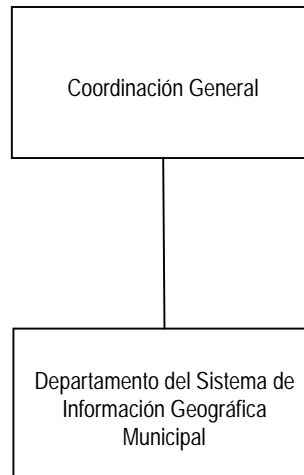 Coordinación General
Departamento del Sistema de
Información Geográfica
Municipal